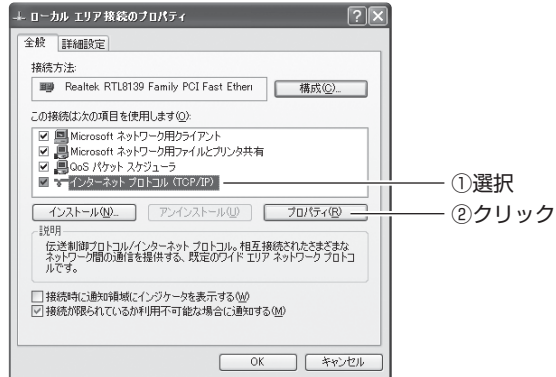 ローカル エリア接続のプロパティ
全般 詳細設定
接続方法:
Realtek RTL8139 Family PCI Fast Ether 構成(C)...
この接続は次の項目を使用します(O):
Microsoft ネットワーク用クライアント
Microsoft ネットワーク用ファイルとプリンタ共有
QoS パケット スケジューラ
インターネット プロトコル (TCP/IP)
①選択
インストール(N)... アンインストール(U) プロパティ(R)
②クリック
説明
伝送制御プロトコル/インターネット プロトコル。相互接続されたさまざまな
ネットワーク間の通信を提供する、既定のワイド エリア ネットワーク プロトコ
ルです。
接続時に通知領域にインジケータを表示する(W)
接続が限られているか利用不可能な場合に通知する(M)
OK キャンセル